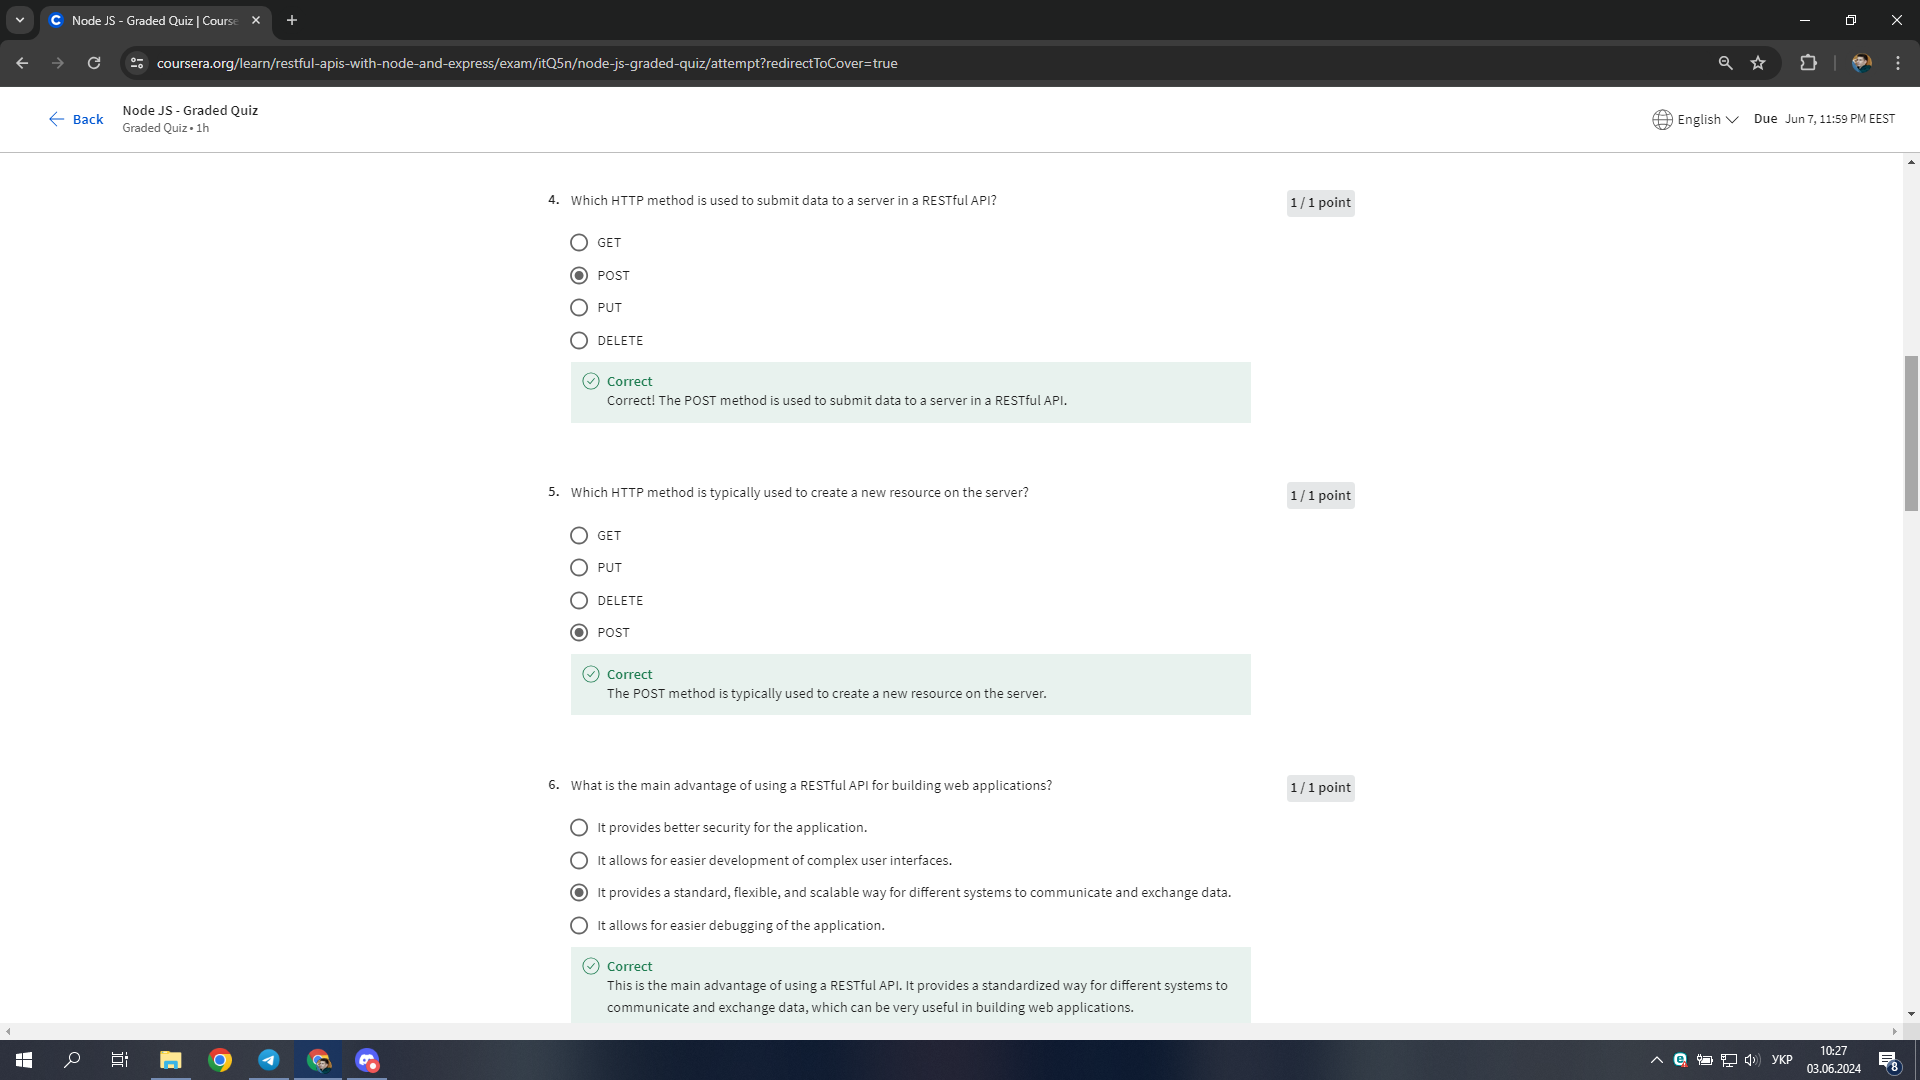 Node JS - Graded Quiz | Course
coursera.org/learn/restful-apis-with-node-and-express/exam/itQ5n/node-js-graded-quiz/attempt?redirectToCover=true
Back
Node JS - Graded Quiz
Graded Quiz • 1h
English
Due Jun 7, 11:59 PM EEST
4. Which HTTP method is used to submit data to a server in a RESTful API?
1 / 1 point
GET
POST
PUT
DELETE
Correct
Correct! The POST method is used to submit data to a server in a RESTful API.
5. Which HTTP method is typically used to create a new resource on the server?
1 / 1 point
GET
PUT
DELETE
POST
Correct
The POST method is typically used to create a new resource on the server.
6. What is the main advantage of using a RESTful API for building web applications?
1 / 1 point
It provides better security for the application.
It allows for easier development of complex user interfaces.
It provides a standard, flexible, and scalable way for different systems to communicate and exchange data.
It allows for easier debugging of the application.
Correct
This is the main advantage of using a RESTful API. It provides a standardized way for different systems to
communicate and exchange data, which can be very useful in building web applications.
УКР
10:27
03.06.2024
8